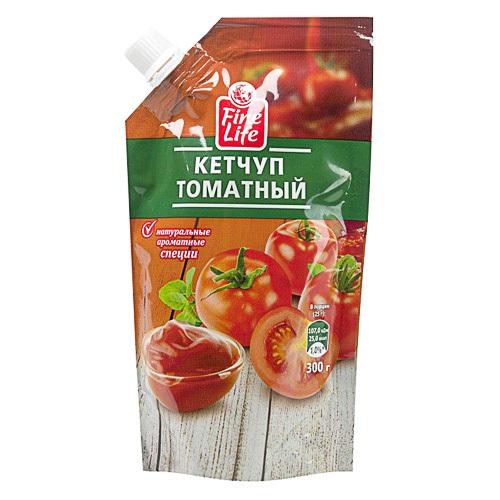 Fine
Life
КЕТЧУП
ТОМАТНЫЙ
натуральные
ароматные
специи
В порции
(25 г):
107,0 кДж
25,0 ккал
1,0%*
300 г